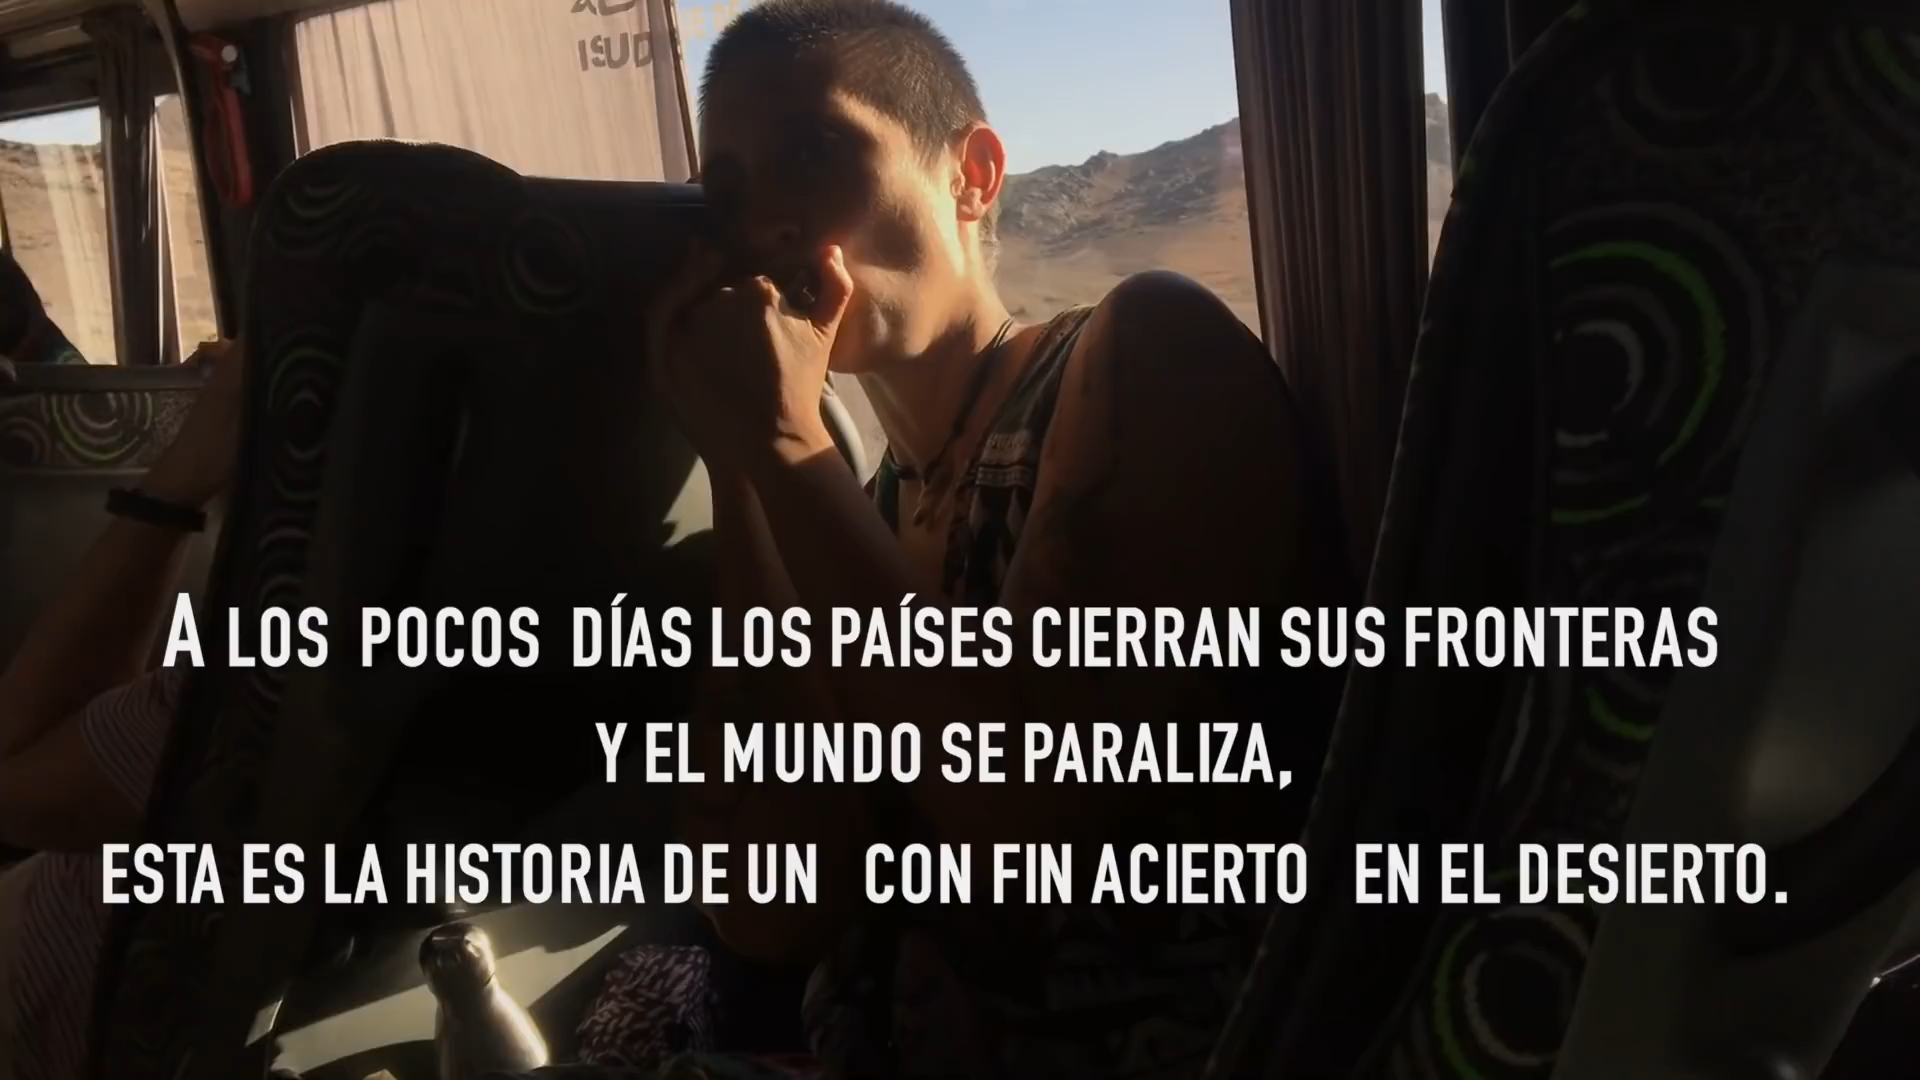 A LOS POCOS DÍAS LOS PAÍSES CIERRAN SUS FRONTERAS
Y EL MUNDO SE PARALIZA,
ESTA ES LA HISTORIA DE UN CON FIN ACIERTO EN EL DESIERTO.